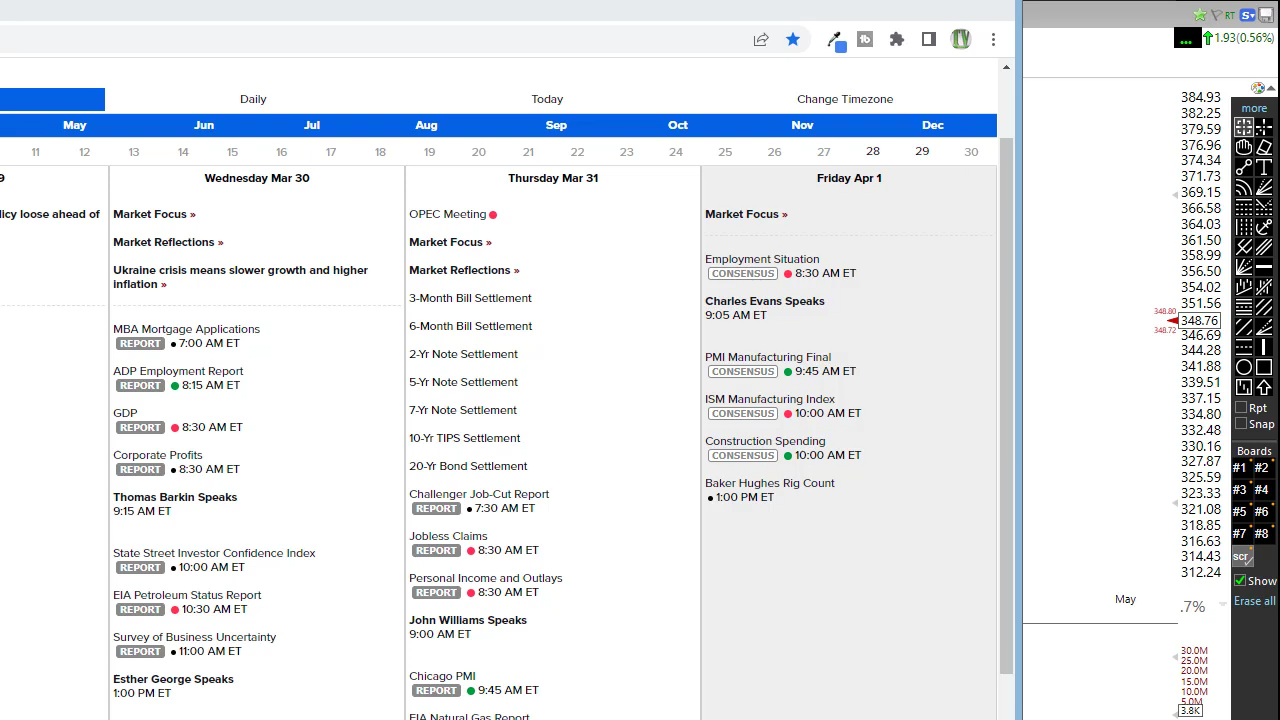 RT
S
...
1.93(0.56%)
Daily
Today
Change Timezone
May
Jun
Jul
Aug
Sep
Oct
Nov
Dec
11
12
13
14
15
16
17
18
19
20
21
22
23
24
25
26
27
28
29
30
9
licy loose ahead of
Wednesday Mar 30
Market Focus »
Market Reflections »
Ukraine crisis means slower growth and higher
inflation »
MBA Mortgage Applications
REPORT 7:00 AM ET
ADP Employment Report
REPORT 8:15 AM ET
GDP
REPORT 8:30 AM ET
Corporate Profits
REPORT 8:30 AM ET
Thomas Barkin Speaks
9:15 AM ET
State Street Investor Confidence Index
REPORT 10:00 AM ET
EIA Petroleum Status Report
REPORT 10:30 AM ET
Survey of Business Uncertainty
REPORT 11:00 AM ET
Esther George Speaks
1:00 PM ET
Thursday Mar 31
OPEC Meeting
Market Focus »
Market Reflections »
3-Month Bill Settlement
6-Month Bill Settlement
2-Yr Note Settlement
5-Yr Note Settlement
7-Yr Note Settlement
10-Yr TIPS Settlement
20-Yr Bond Settlement
Challenger Job-Cut Report
REPORT 7:30 AM ET
Jobless Claims
REPORT 8:30 AM ET
Personal Income and Outlays
REPORT 8:30 AM ET
John Williams Speaks
9:00 AM ET
Chicago PMI
REPORT 9:45 AM ET
EIA Natural Gas Report
Friday Apr 1
Market Focus »
Employment Situation
CONSENSUS 8:30 AM ET
Charles Evans Speaks
9:05 AM ET
PMI Manufacturing Final
CONSENSUS 9:45 AM ET
ISM Manufacturing Index
CONSENSUS 10:00 AM ET
Construction Spending
CONSENSUS 10:00 AM ET
Baker Hughes Rig Count
1:00 PM ET
384.93
382.25
379.59
376.96
374.34
371.73
369.15
366.58
364.03
361.50
358.99
356.50
354.02
351.56
348.80
348.76
348.72
346.69
344.28
341.88
339.51
337.15
334.80
332.48
330.16
327.87
325.59
323.33
321.08
318.85
316.63
314.43
312.24
May
.7%
30.0M
25.0M
20.0M
15.0M
10.0M
5.0M
3.8K
more
T
Rpt
Snap
Boards
#1 #2
#3 #4
#5 #6
#7 #8
scr
Show
Erase all